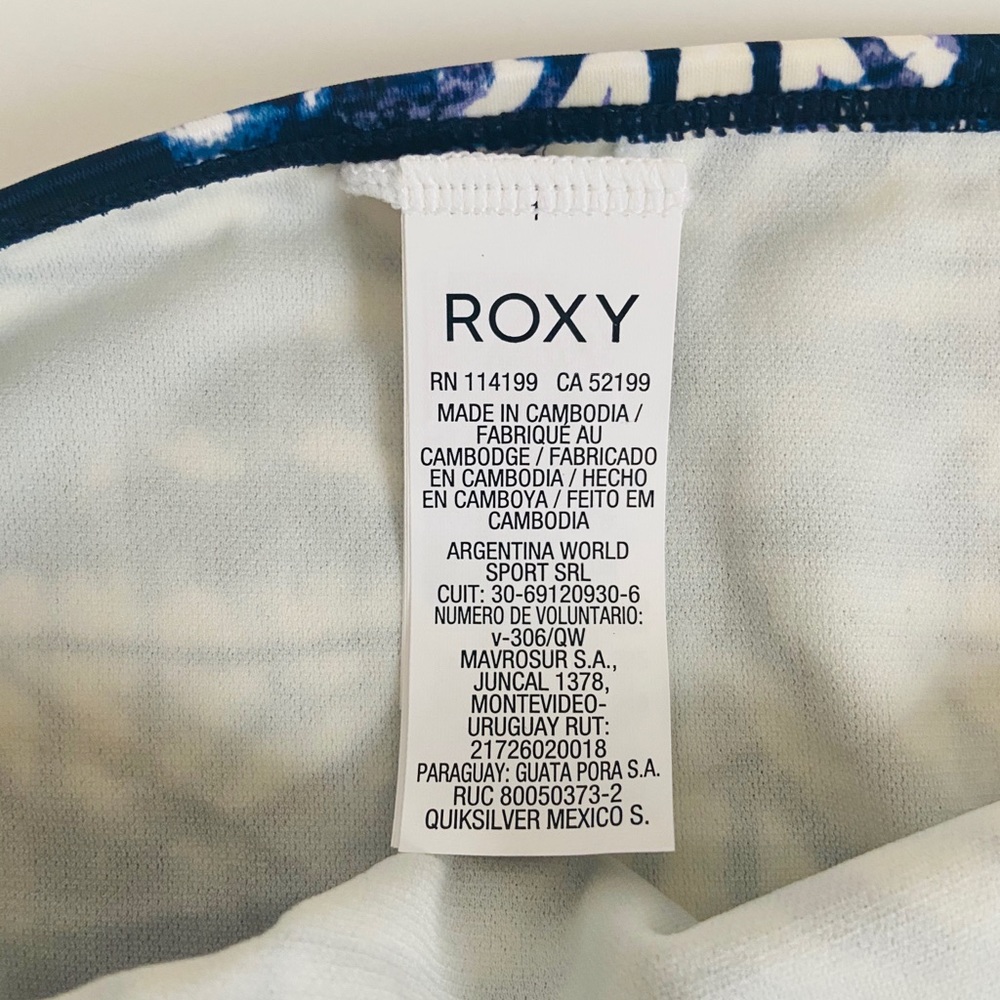 1
ROXY
RN 114199 CA 52199
MADE IN CAMBODIA /
FABRIQUÉ AU
CAMBODGE / FABRICADO
EN CAMBODIA / HECHO
EN CAMBOYA / FEITO EM
CAMBODIA
ARGENTINA WORLD
SPORT SRL
CUIT: 30-69120930-6
NUMERO DE VOLUNTARIO:
v-306/QW
MAVROSUR S.A.,
JUNCAL 1378,
MONTEVIDEO-
URUGUAY RUT:
21726020018
PARAGUAY: GUATA PORA S.A.
RUC 80050373-2
QUIKSILVER MEXICO S.